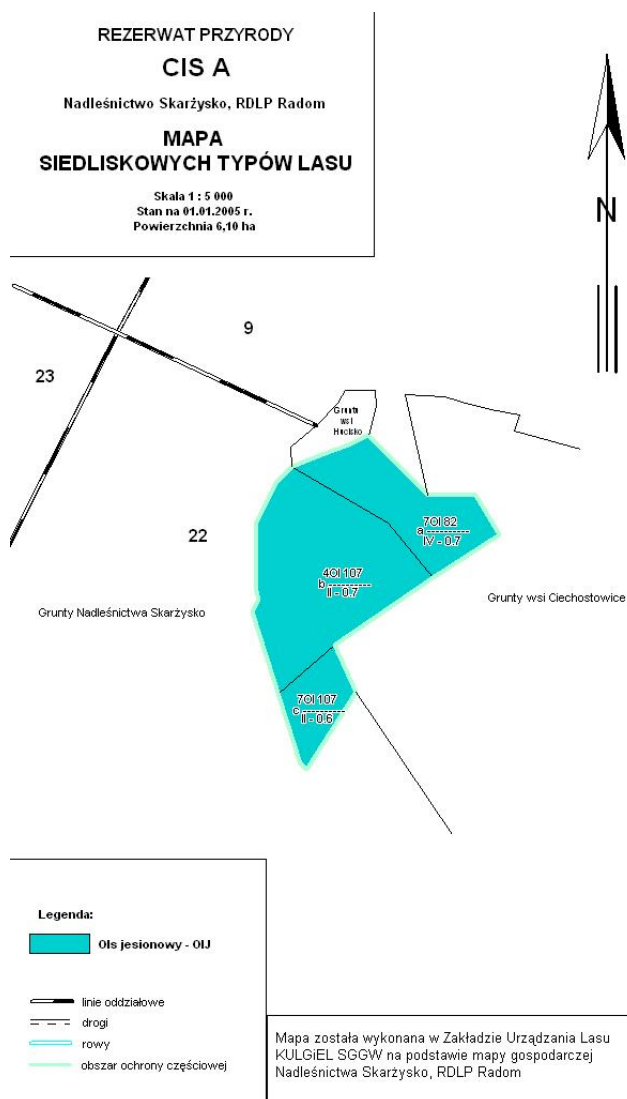 REZERWAT PRZYRODY
CIS A
Nadleśnictwo Skarżysko, RDLP Radom
MAPA
SIEDLISKOWYCH TYPÓW LASU
Skala 1 : 5 000
Stan na 01.01.2005 r.
Powierzchnia 6,10 ha
N
9
23
Grunty
wsi
Hucisko
22
7Ol 82
a ----------
IV - 0.7
4Ol 107
b ----------
II - 0.7
Grunty Nadleśnictwa Skarżysko
Grunty wsi Ciechostowice
7Ol 107
c ----------
II - 0.6
Legenda:
Ols jesionowy - OlJ
linie oddziałowe
drogi
rowy
obszar ochrony częściowej
Mapa została wykonana w Zakładzie Urządzania Lasu
KULGiEL SGGW na podstawie mapy gospodarczej
Nadleśnictwa Skarżysko, RDLP Radom